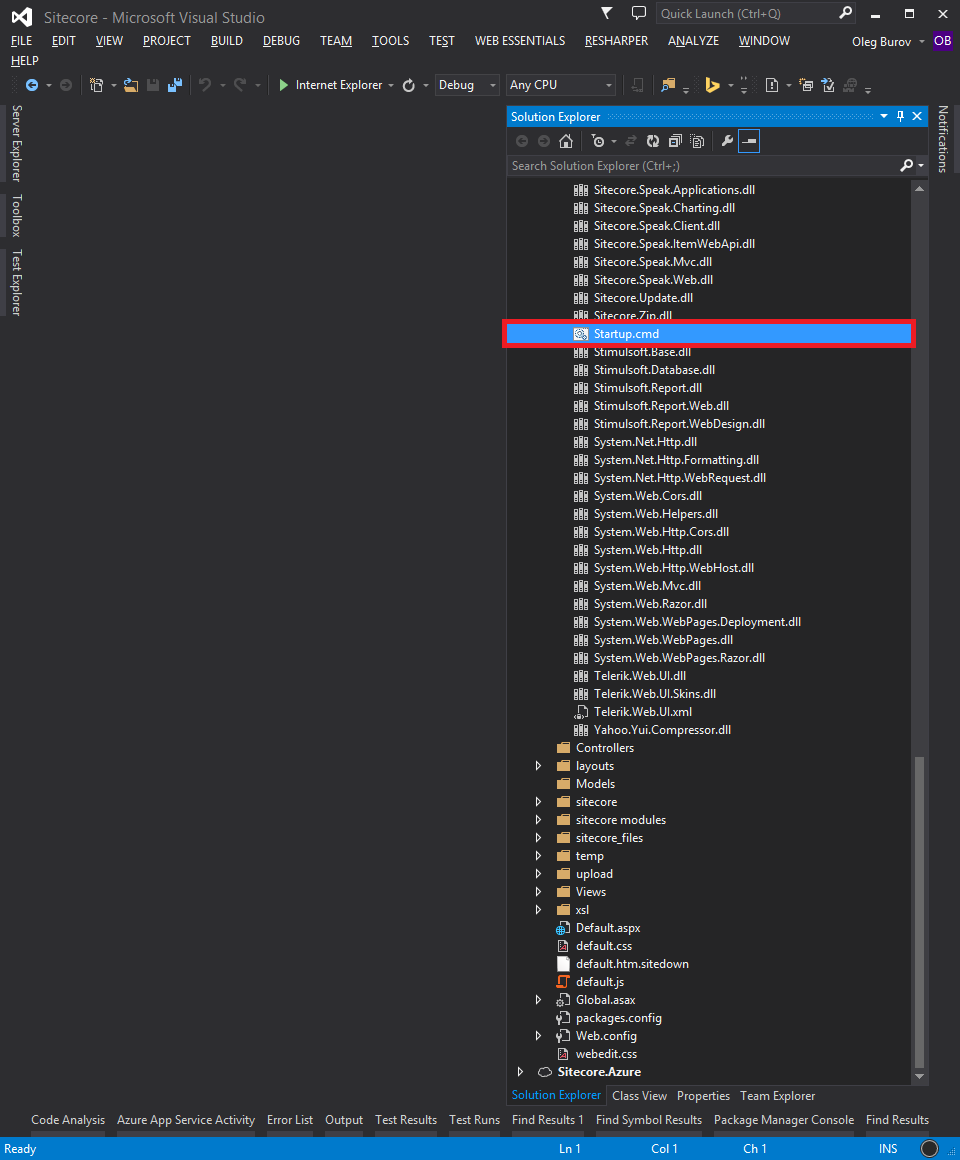 Sitecore - Microsoft Visual Studio
Quick Launch (Ctrl+Q)
FILE EDIT VIEW PROJECT BUILD DEBUG TEAM TOOLS TEST WEB ESSENTIALS RESHARPER ANALYZE WINDOW
Oleg Burov OB
HELP
Internet Explorer Debug Any CPU
Server Explorer
Toolbox
Test Explorer
Solution Explorer
Notifications
Search Solution Explorer (Ctrl+;)
Sitecore.Speak.Applications.dll
Sitecore.Speak.Charting.dll
Sitecore.Speak.Client.dll
Sitecore.Speak.ItemWebApi.dll
Sitecore.Speak.Mvc.dll
Sitecore.Speak.Web.dll
Sitecore.Update.dll
Sitecore.Zip.dll
Startup.cmd
Stimulsoft.Base.dll
Stimulsoft.Database.dll
Stimulsoft.Report.dll
Stimulsoft.Report.Web.dll
Stimulsoft.Report.WebDesign.dll
System.Net.Http.dll
System.Net.Http.Formatting.dll
System.Net.Http.WebRequest.dll
System.Web.Cors.dll
System.Web.Helpers.dll
System.Web.Http.Cors.dll
System.Web.Http.dll
System.Web.Http.WebHost.dll
System.Web.Mvc.dll
System.Web.Razor.dll
System.Web.WebPages.Deployment.dll
System.Web.WebPages.dll
System.Web.WebPages.Razor.dll
Telerik.Web.UI.dll
Telerik.Web.UI.Skins.dll
Telerik.Web.UI.xml
Yahoo.Yui.Compressor.dll
Controllers
layouts
Models
sitecore
sitecore modules
sitecore_files
temp
upload
Views
xsl
Default.aspx
default.css
default.htm.sitedown
default.js
Global.asax
packages.config
Web.config
webedit.css
Sitecore.Azure
Solution Explorer Class View Properties Team Explorer
Code Analysis Azure App Service Activity Error List Output Test Results Test Runs Find Results 1 Find Symbol Results Package Manager Console Find Results
Ready Ln 1 Col 1 Ch 1 INS